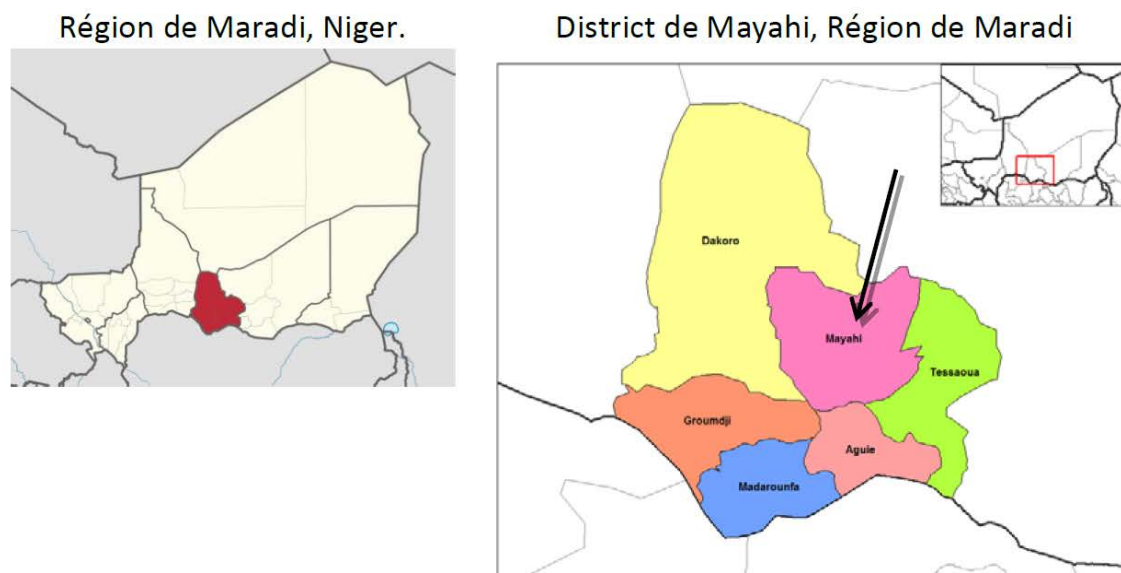 Région de Maradi, Niger.
District de Mayahi, Région de Maradi
Dakoro
Mayahi
Tessaoua
Groumdji
Aguie
Madarounfa